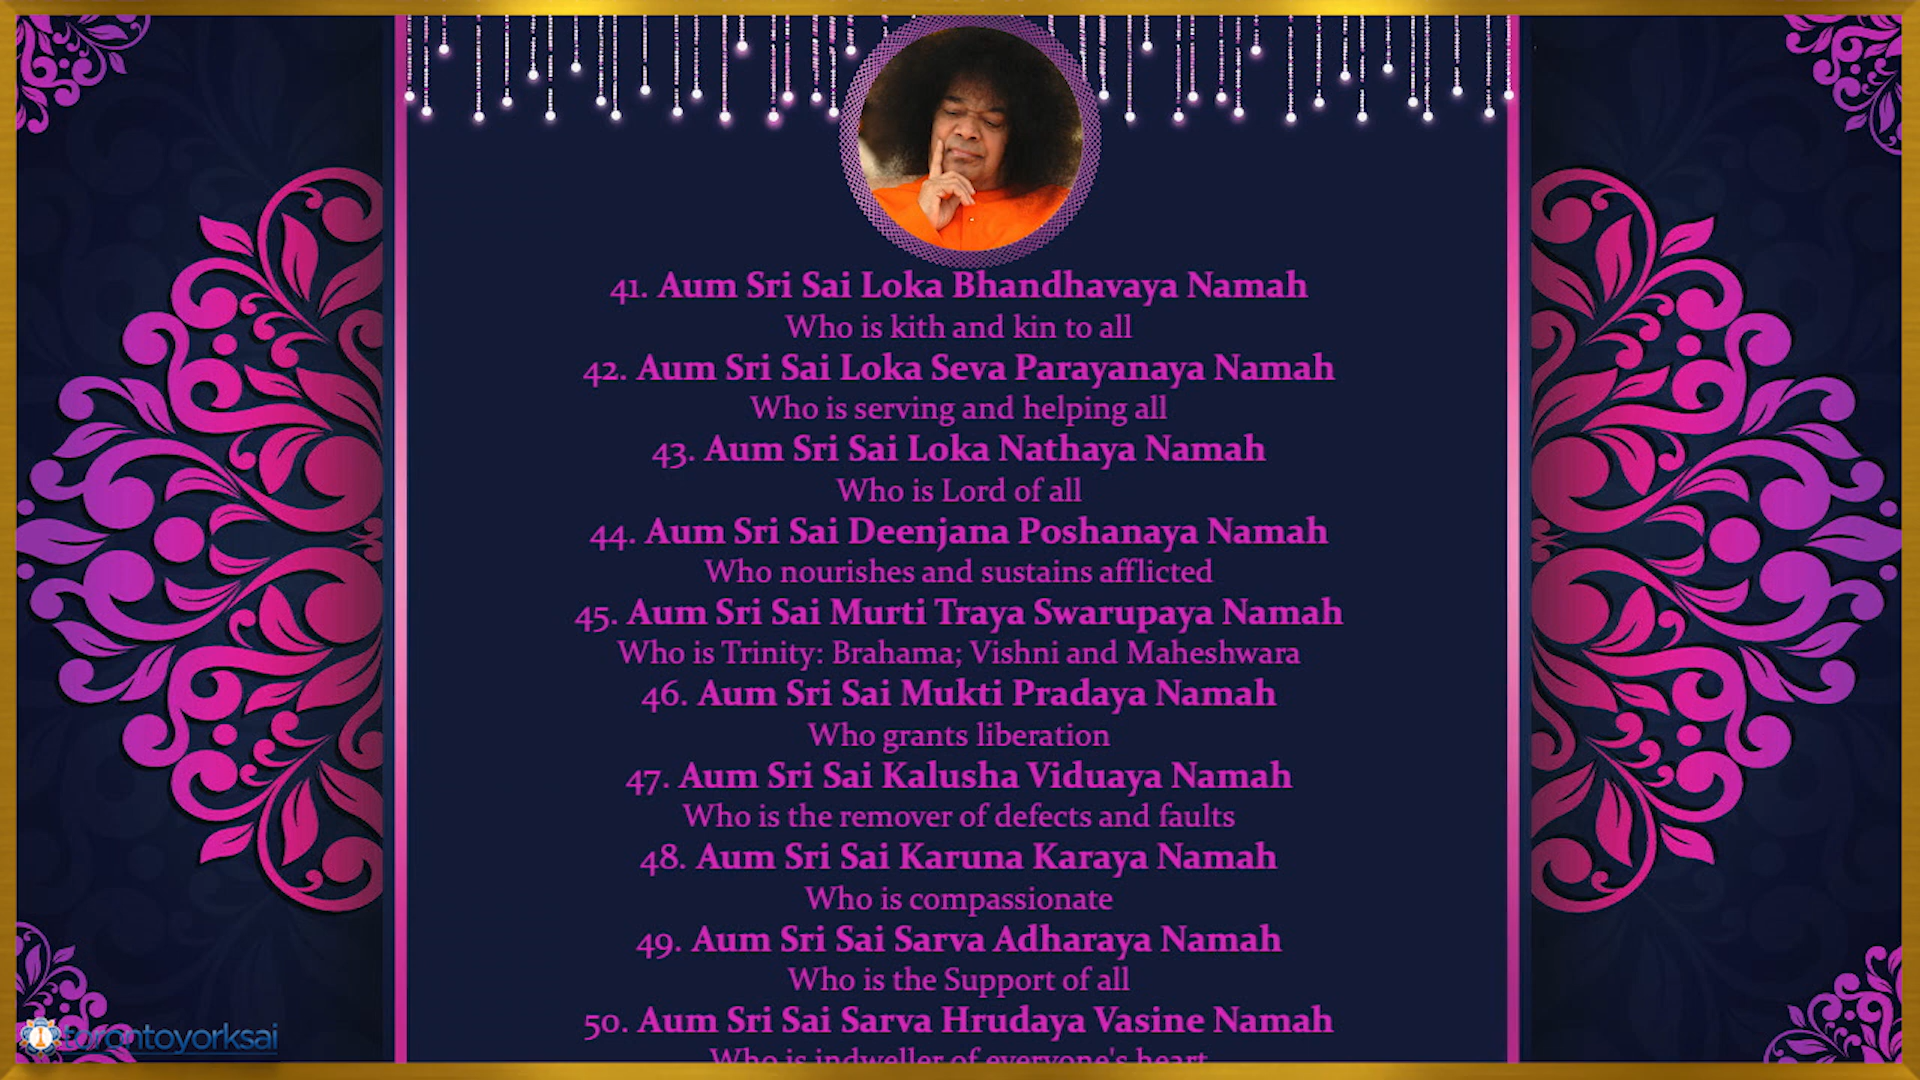 41. Aum Sri Sai Loka Bhandhavaya Namah
Who is kith and kin to all
42. Aum Sri Sai Loka Seva Parayanaya Namah
Who is serving and helping all
43. Aum Sri Sai Loka Nathaya Namah
Who is Lord of all
44. Aum Sri Sai Deenjana Poshanaya Namah
Who nourishes and sustains afflicted
45. Aum Sri Sai Murti Traya Swarupaya Namah
Who is Trinity: Brahama; Vishni and Maheshwara
46. Aum Sri Sai Mukti Pradaya Namah
Who grants liberation
47. Aum Sri Sai Kalusha Viduaya Namah
Who is the remover of defects and faults
48. Aum Sri Sai Karuna Karaya Namah
Who is compassionate
49. Aum Sri Sai Sarva Adharaya Namah
Who is the Support of all
50. Aum Sri Sai Sarva Hrudaya Vasine Namah
Who is indweller of everyone's heart
torontoyorksai